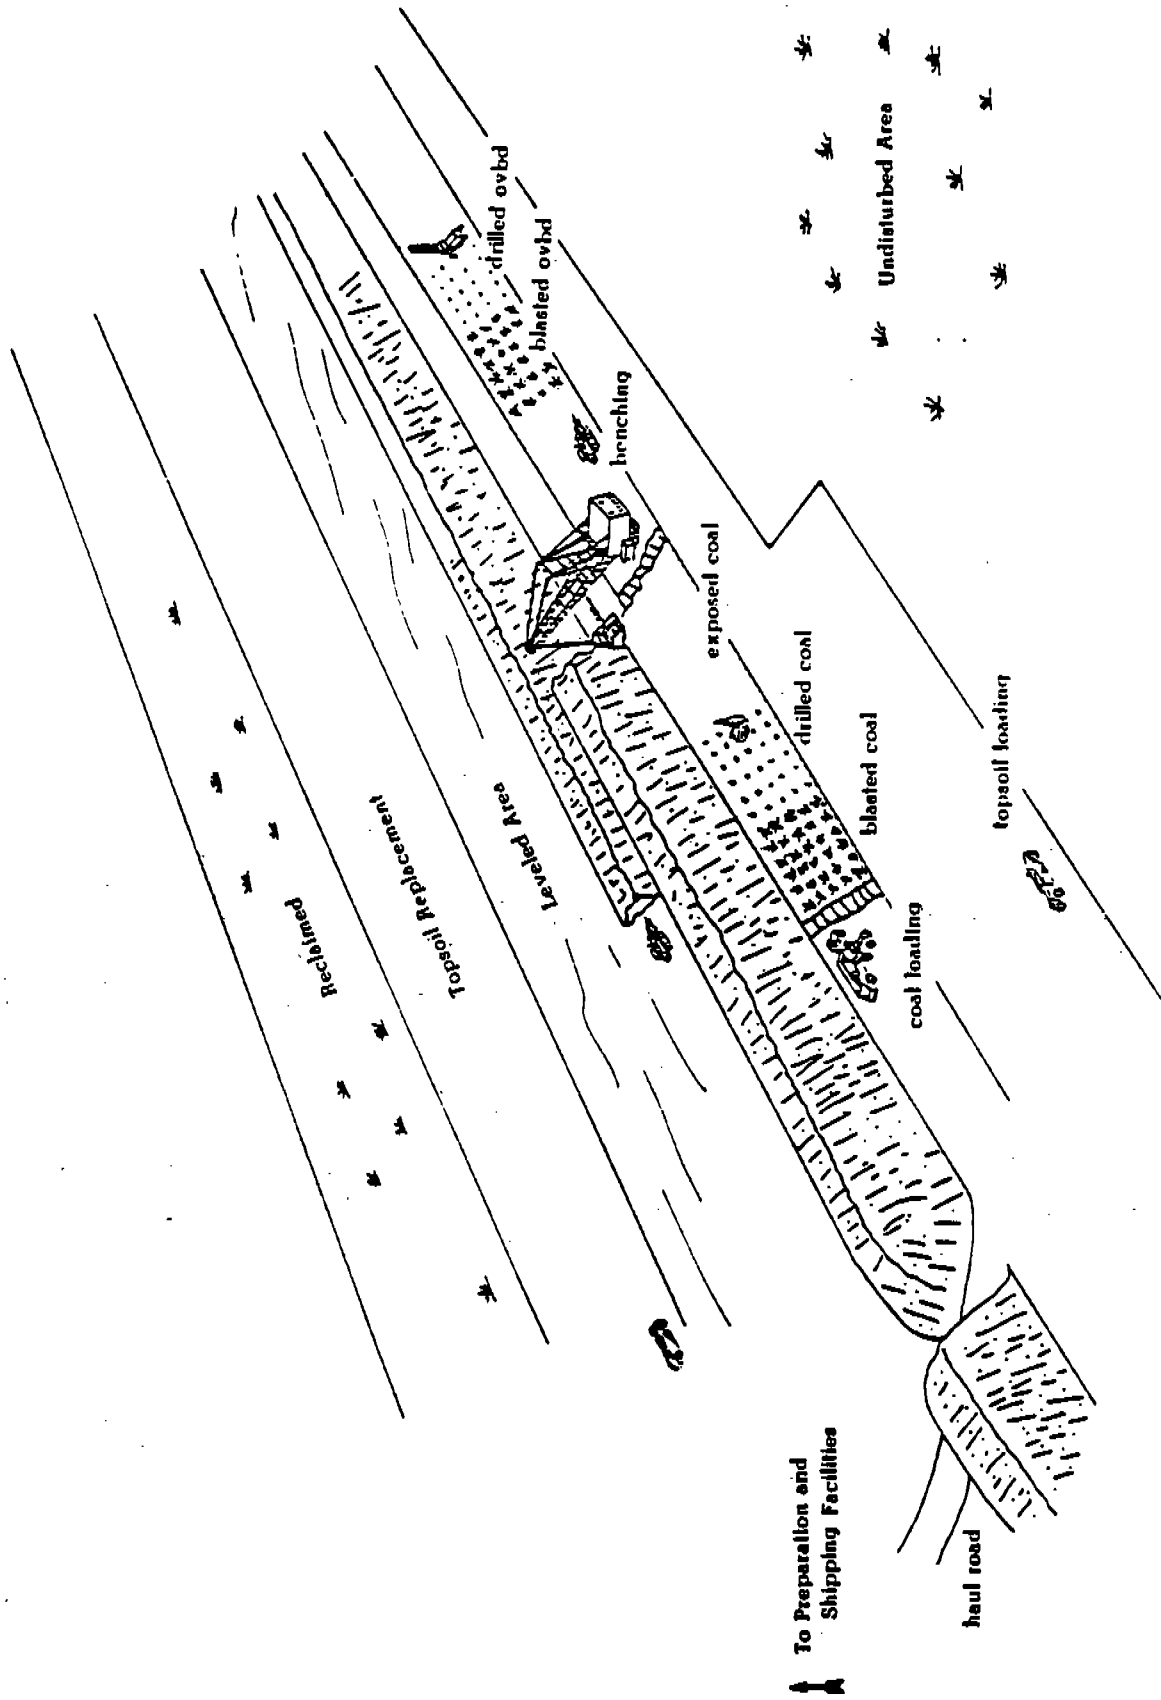 Reclaimed
Topsoil Replacement
Leveled Area
drilled ovbd
blasted ovbd
benching
Undisturbed Area
exposed coal
drilled coal
blasted coal
coal loading
topsoil loading
To Preparation and
Shipping Facilities
haul road